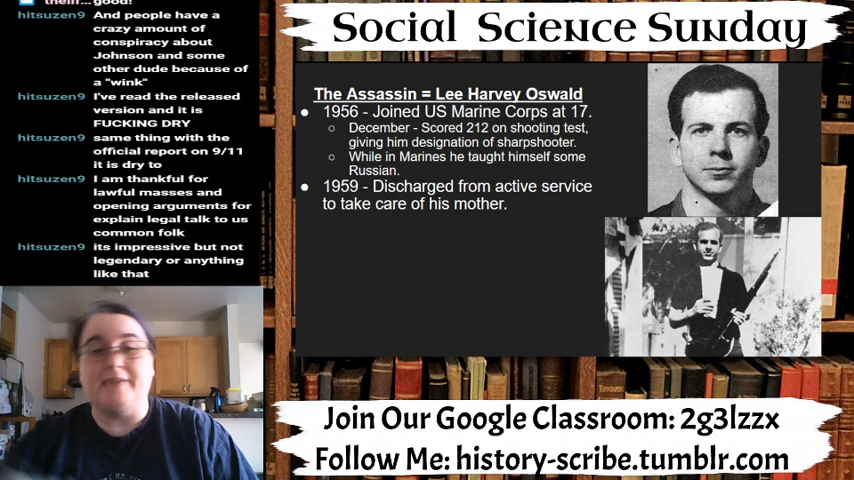 good!
hitsuzen9 And people have a
crazy amount of
conspiracy about
Johnson and some
other dude because of
a "wink"
hitsuzen9 I've read the released
version and it is
FUCKING DRY
hitsuzen9 same thing with the
official report on 9/11
it is dry to
hitsuzen9 I am thankful for
lawful masses and
opening arguments for
explain legal talk to us
common folk
hitsuzen9 its impressive but not
legendary or anything
like that
Social Science Sunday
The Assassin = Lee Harvey Oswald
● 1956 - Joined US Marine Corps at 17.
○ December - Scored 212 on shooting test,
giving him designation of sharpshooter.
○ While in Marines he taught himself some
Russian.
● 1959 - Discharged from active service
to take care of his mother.
Join Our Google Classroom: 2g3lzzx
Follow Me: history-scribe.tumblr.com